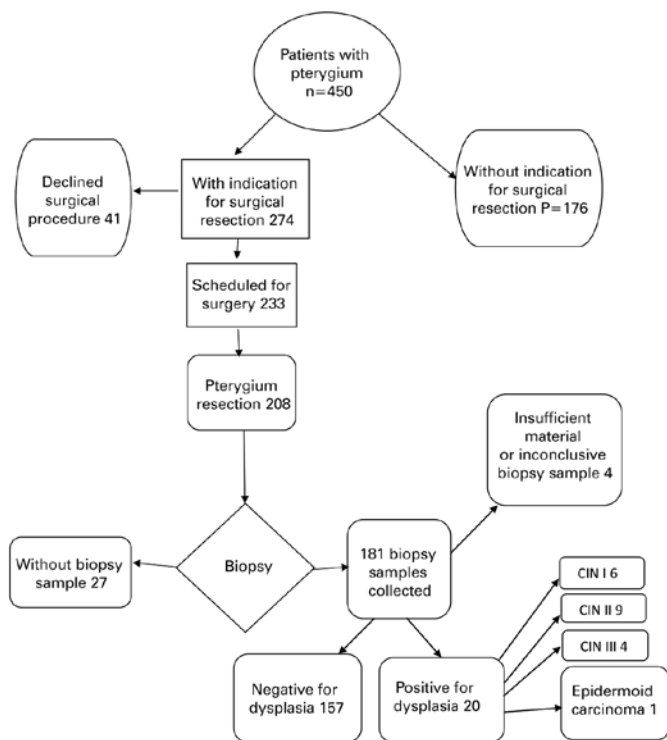 Patients with
pterygium
n=450
Declined
surgical
procedure 41
With indication
for surgical
resection 274
Without indication
for surgical
resection P=176
Scheduled for
surgery 233
Pterygium
resection 208
Insufficient
material
or inconclusive
biopsy sample 4
Without biopsy
sample 27
Biopsy
181 biopsy
samples
collected
CIN I 6
CIN II 9
CIN III 4
Negative for
dysplasia 157
Positive for
dysplasia 20
Epidermoid
carcinoma 1